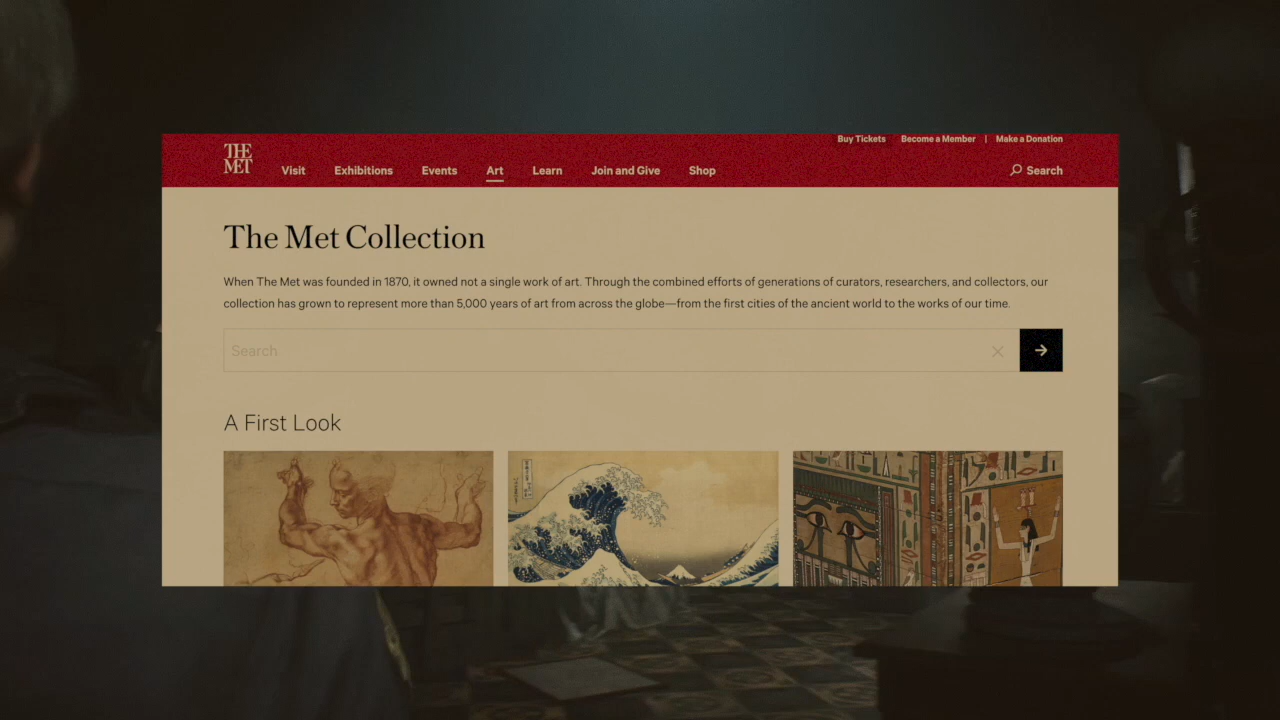 Buy Tickets Become a Member | Make a Donation
THE
MET
Visit Exhibitions Events Art Learn Join and Give Shop Search
The Met Collection
When The Met was founded in 1870, it owned not a single work of art. Through the combined efforts of generations of curators, researchers, and collectors, our
collection has grown to represent more than 5,000 years of art from across the globe—from the first cities of the ancient world to the works of our time.
Search
A First Look